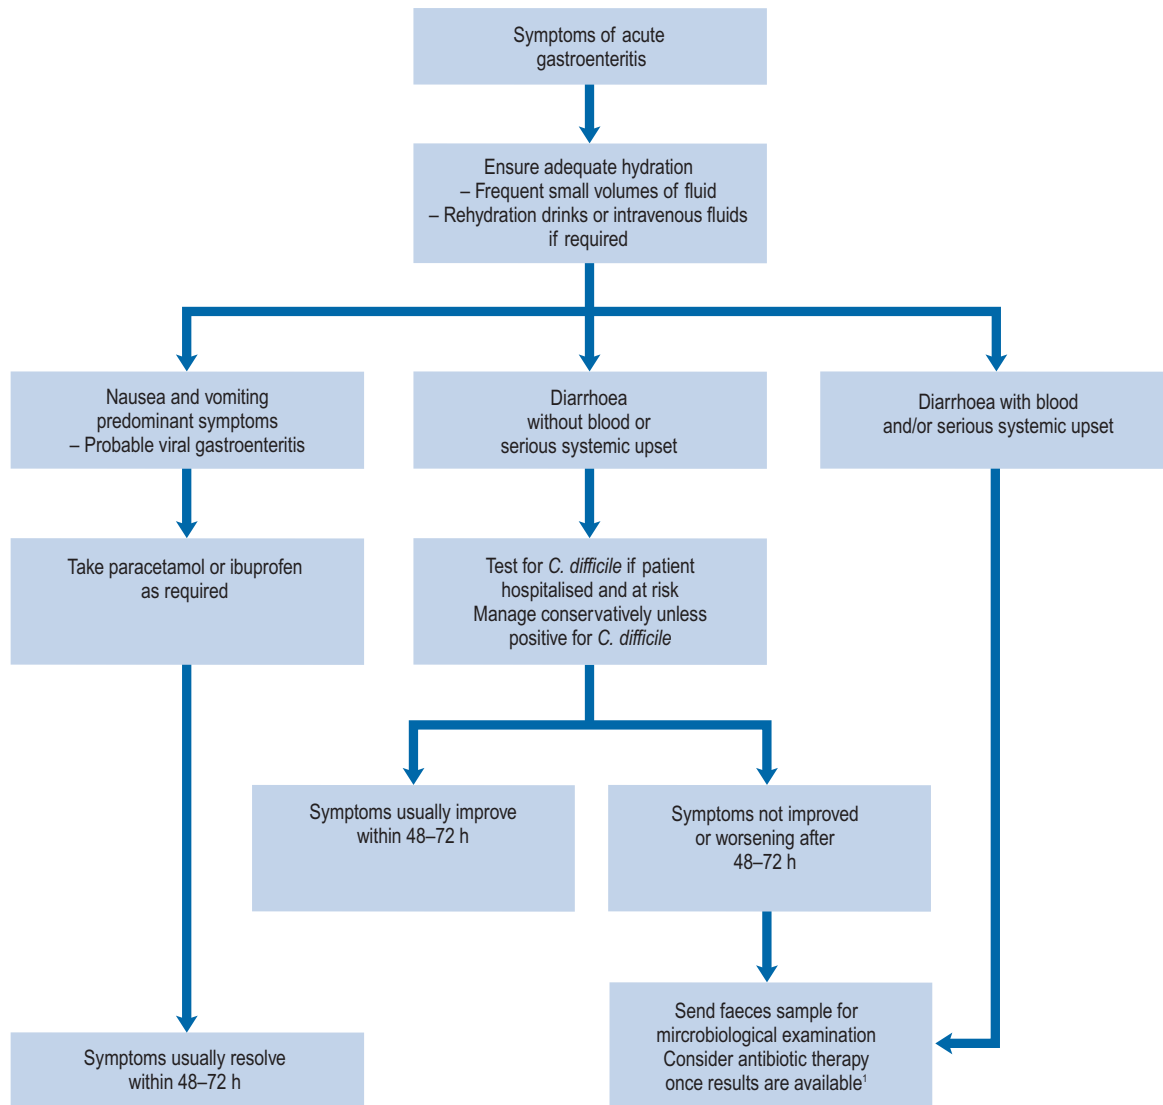 Symptoms of acute
gastroenteritis
Ensure adequate hydration
– Frequent small volumes of fluid
– Rehydration drinks or intravenous fluids
if required
Nausea and vomiting
predominant symptoms
– Probable viral gastroenteritis
Diarrhoea
without blood or
serious systemic upset
Diarrhoea with blood
and/or serious systemic upset
Take paracetamol or ibuprofen
as required
Test for C. difficile if patient
hospitalised and at risk
Manage conservatively unless
positive for C. difficile
Symptoms usually improve
within 48–72 h
Symptoms not improved
or worsening after
48–72 h
Symptoms usually resolve
within 48–72 h
Send faeces sample for
mircrobiological examination
Consider antibiotic therapy
once results are available¹